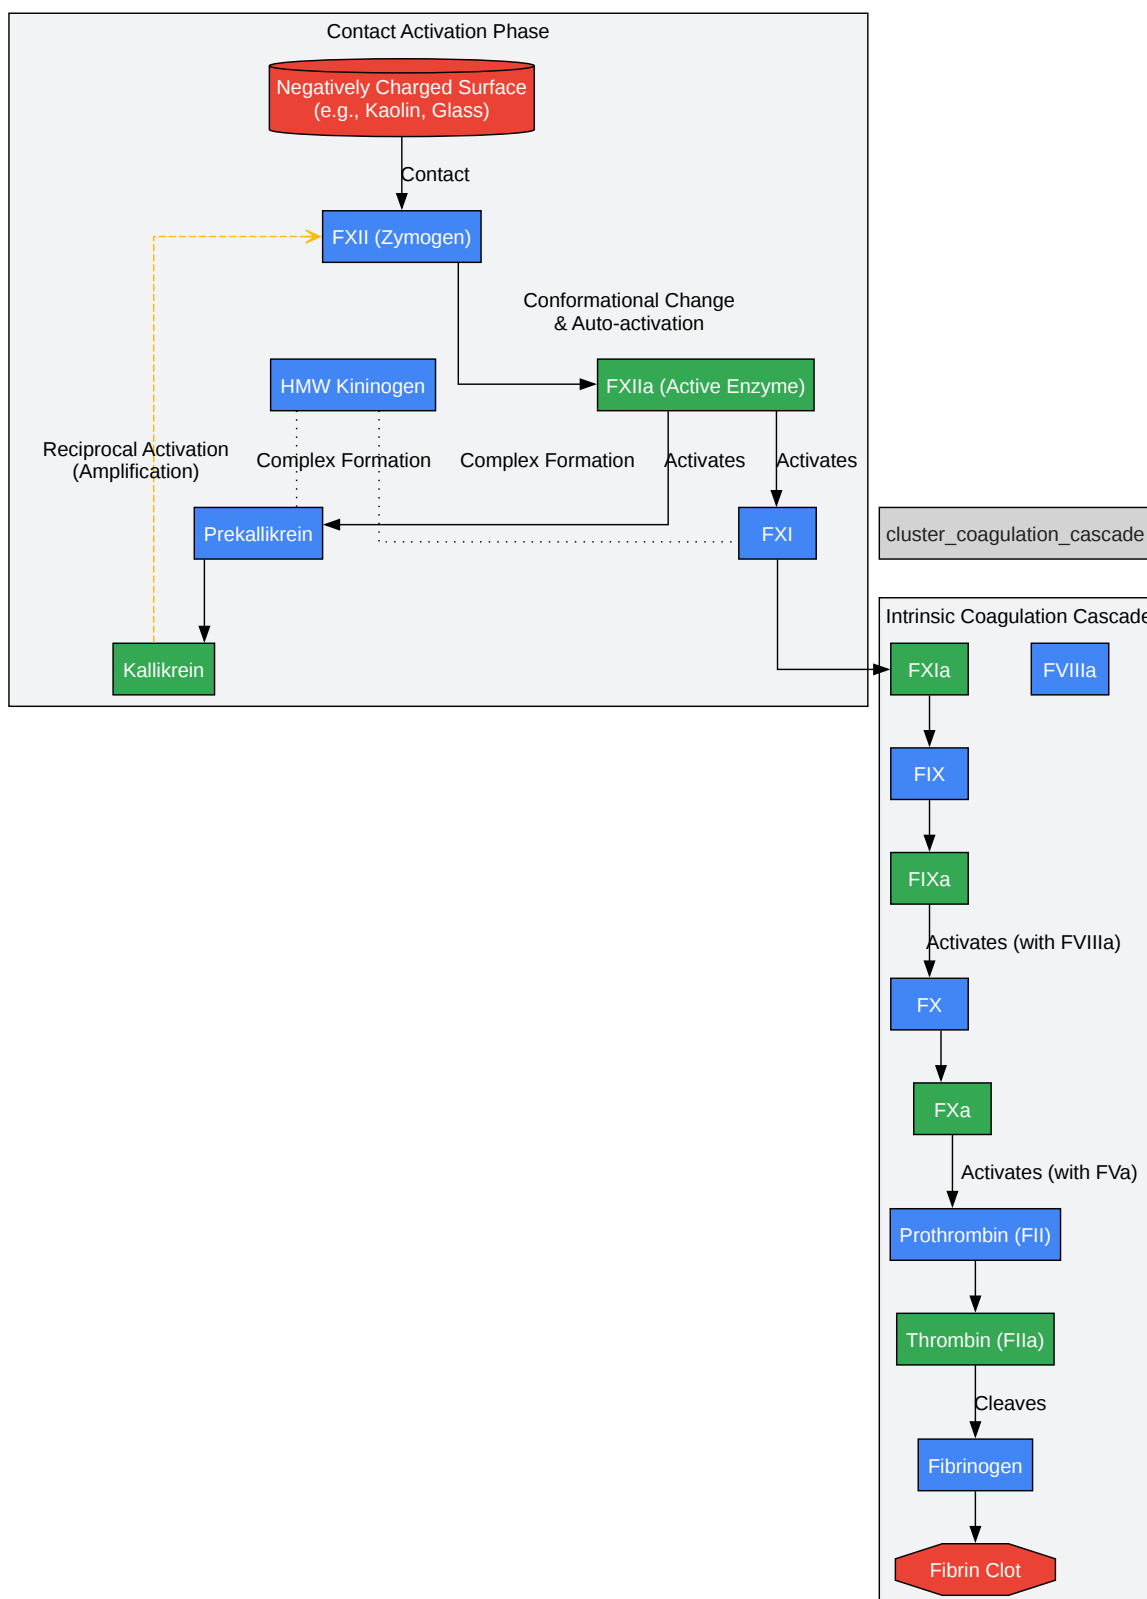 Contact Activation Phase
Negatively Charged Surface
(e.g., Kaolin, Glass)
Contact
FXII (Zymogen)
Conformational Change
& Auto-activation
HMW Kininogen
FXIIa (Active Enzyme)
Reciprocal Activation
(Amplification)
Complex Formation
Complex Formation
Activates
Activates
Prekallikrein
FXI
Kallikrein
cluster_coagulation_cascade
Intrinsic Coagulation Cascade
FXIa
FVIIIa
FIX
FIXa
Activates (with FVIIIa)
FX
FXa
Activates (with FVa)
Prothrombin (FII)
Thrombin (FIIa)
Cleaves
Fibrinogen
Fibrin Clot